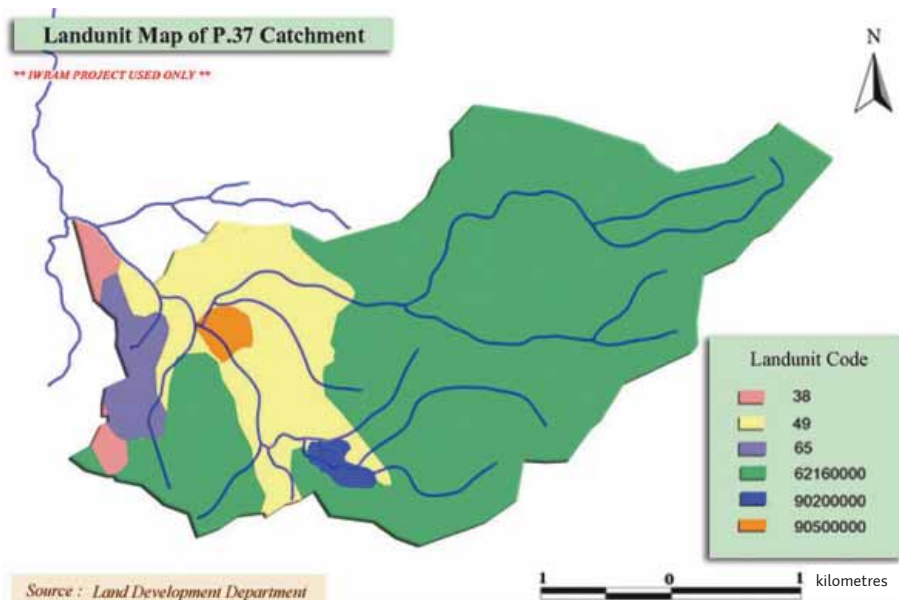 Landunit Map of P.37 Catchment
** IWRAM PROJECT USED ONLY **
N
Landunit Code
38
49
65
62160000
90200000
90500000
1 0 1 kilometres
Source : Land Development Department